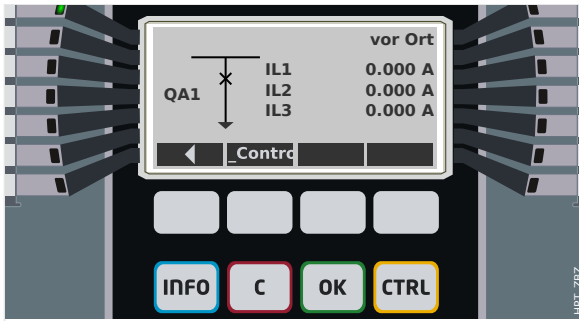 vor Ort
IL1 0.000 A
QA1 IL2 0.000 A
IL3 0.000 A
_Contro
INFO C OK CTRL